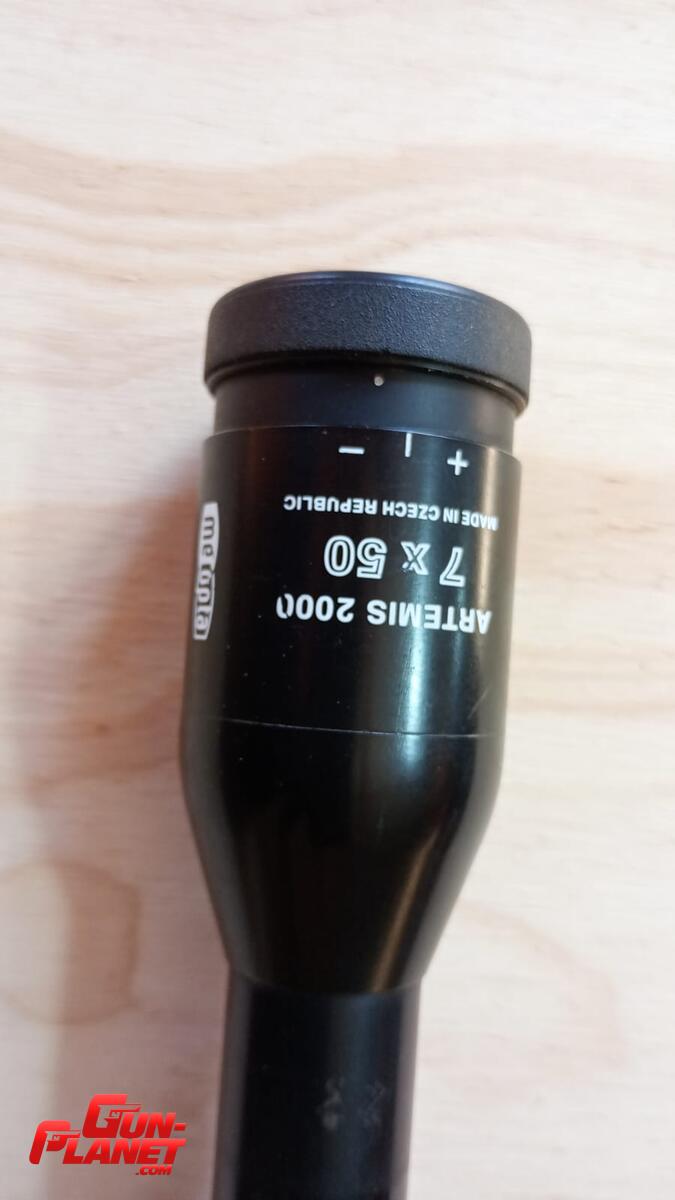 ARTEMIS 2000
7 x 50
MADE IN CZECH REPUBLIC
- +
meopta
GUN-
PLANET
.COM